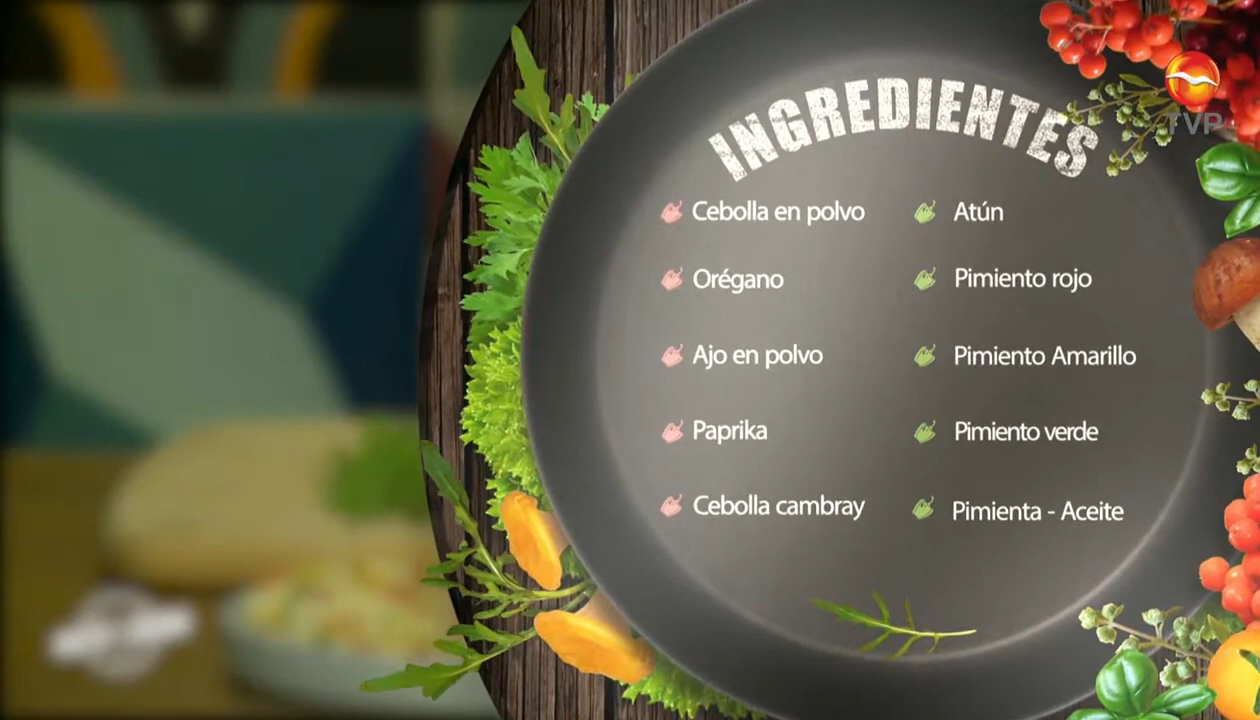 TVP
INGREDIENTES
Cebolla en polvo
Orégano
Ajo en polvo
Paprika
Cebolla cambray
Atún
Pimiento rojo
Pimiento Amarillo
Pimiento verde
Pimienta - Aceite